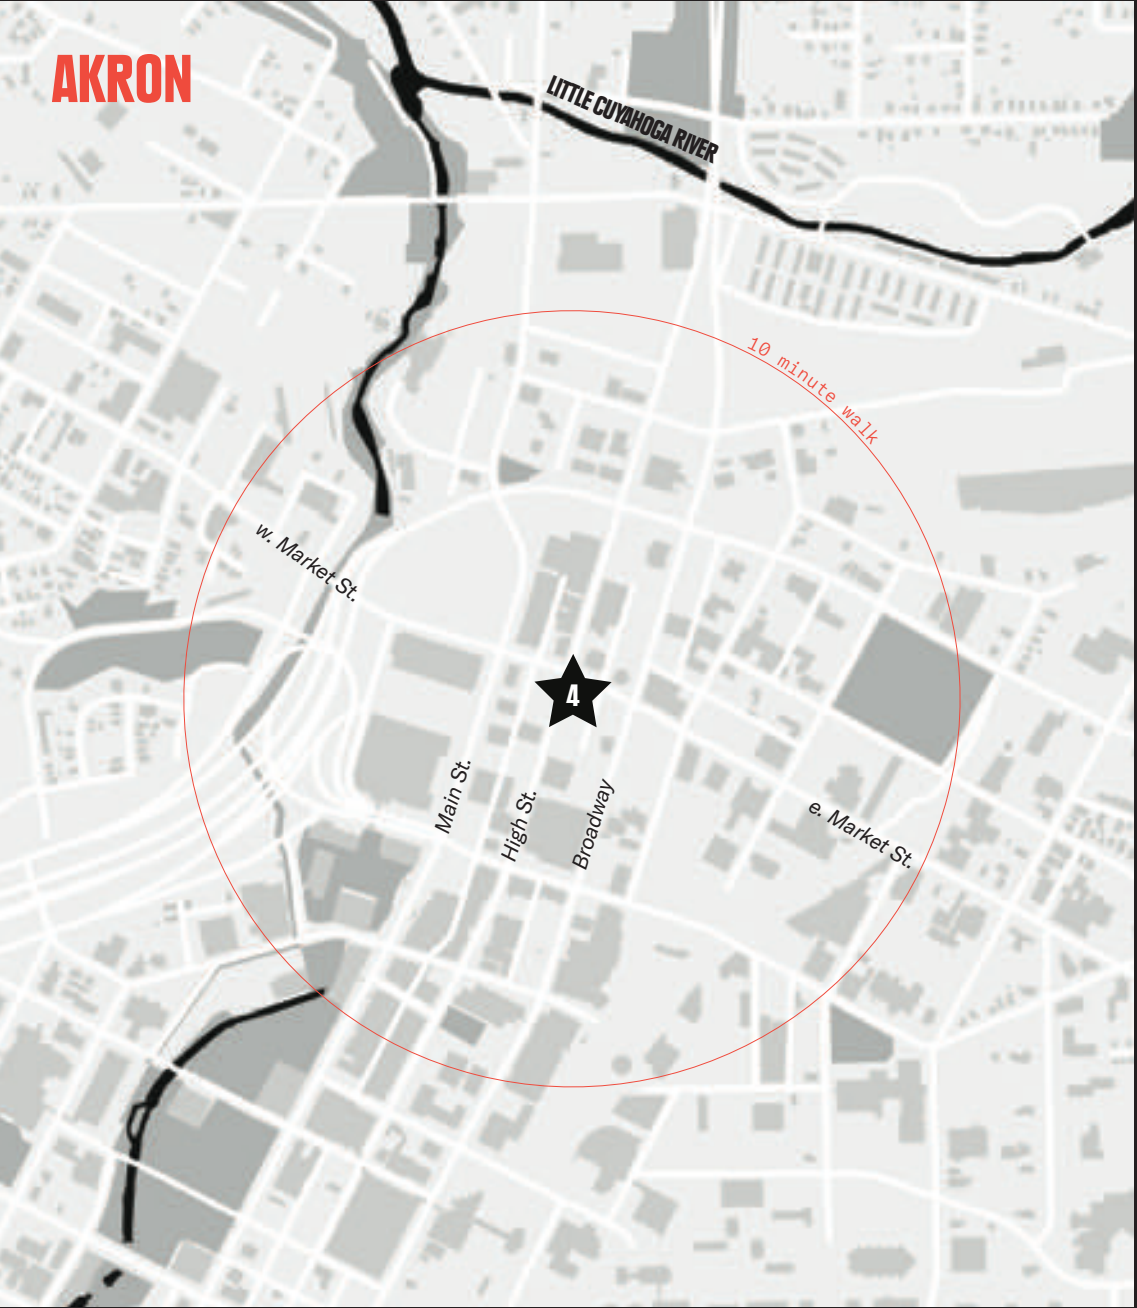 AKRON
LITTLE CUYAHOGA RIVER
10 minute walk
w. Market St.
4
Main St.
High St.
Broadway
e. Market St.